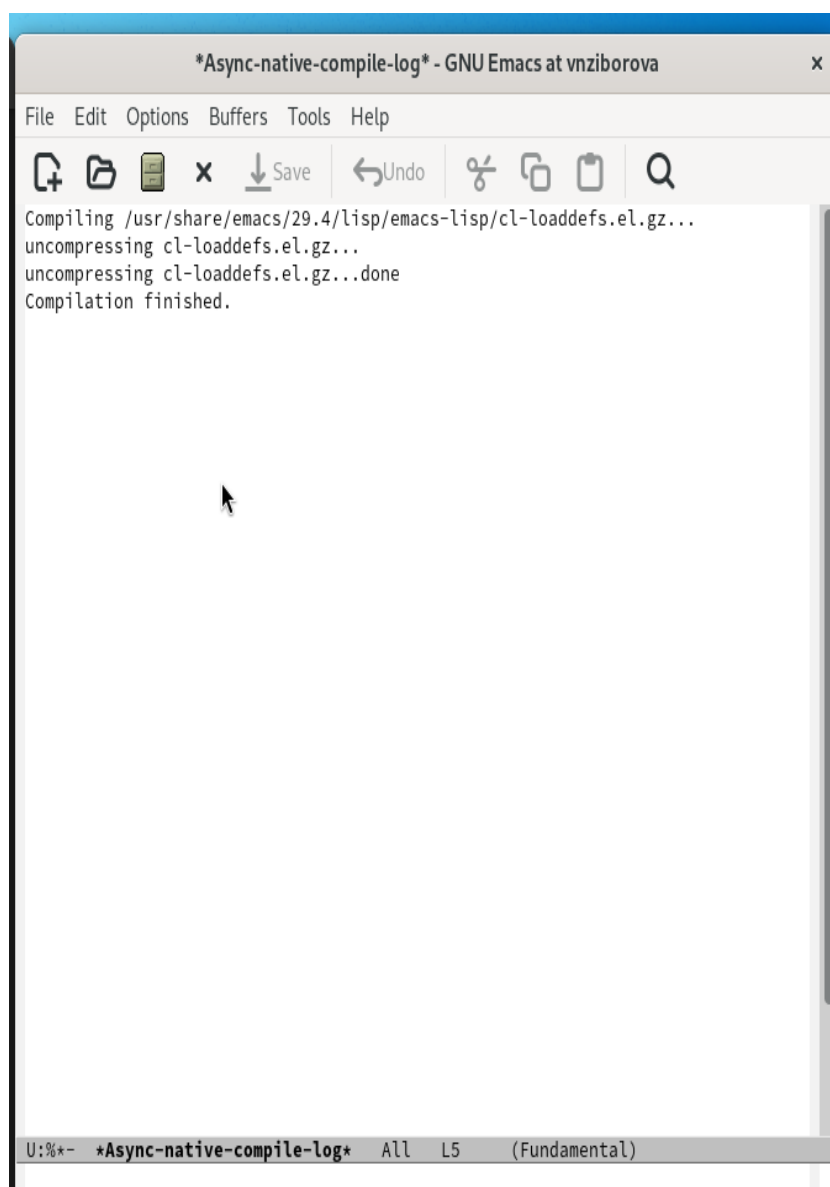 *Async-native-compile-log* - GNU Emacs at vnziborova ×
File Edit Options Buffers Tools Help
Save Undo
Compiling /usr/share/emacs/29.4/lisp/emacs-lisp/cl-loaddefs.el.gz...
uncompressing cl-loaddefs.el.gz...
uncompressing cl-loaddefs.el.gz...done
Compilation finished.
U:%*- *Async-native-compile-log* All L5 (Fundamental)